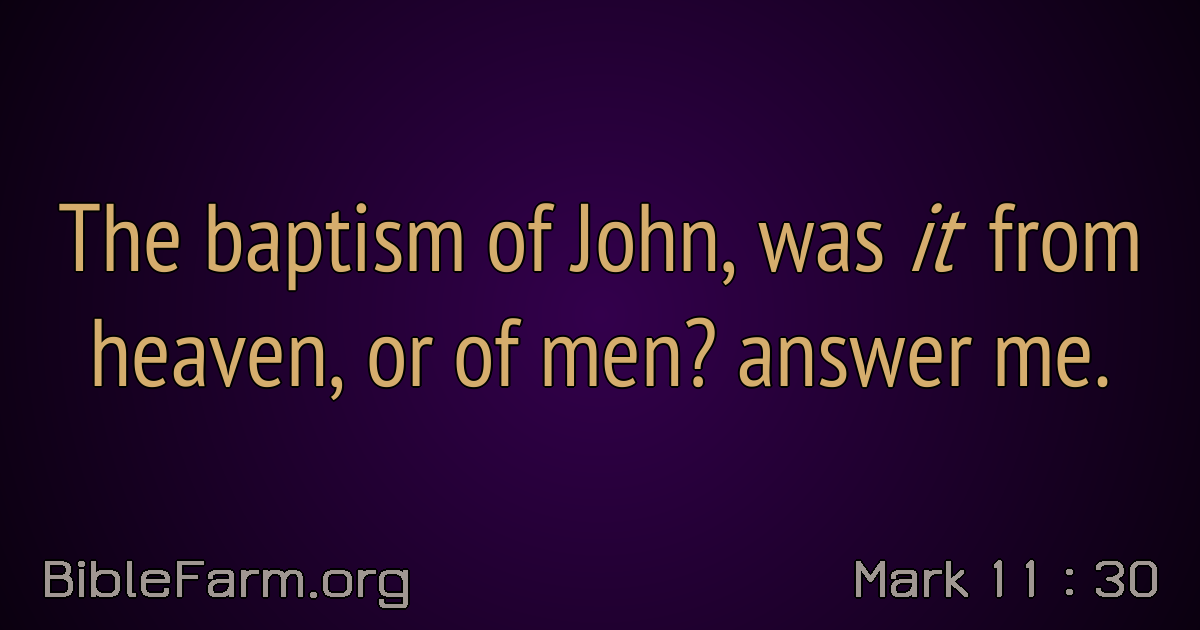 The baptism of John, was it from
heaven, or of men? answer me.
BibleFarm.org
Mark 11 : 30